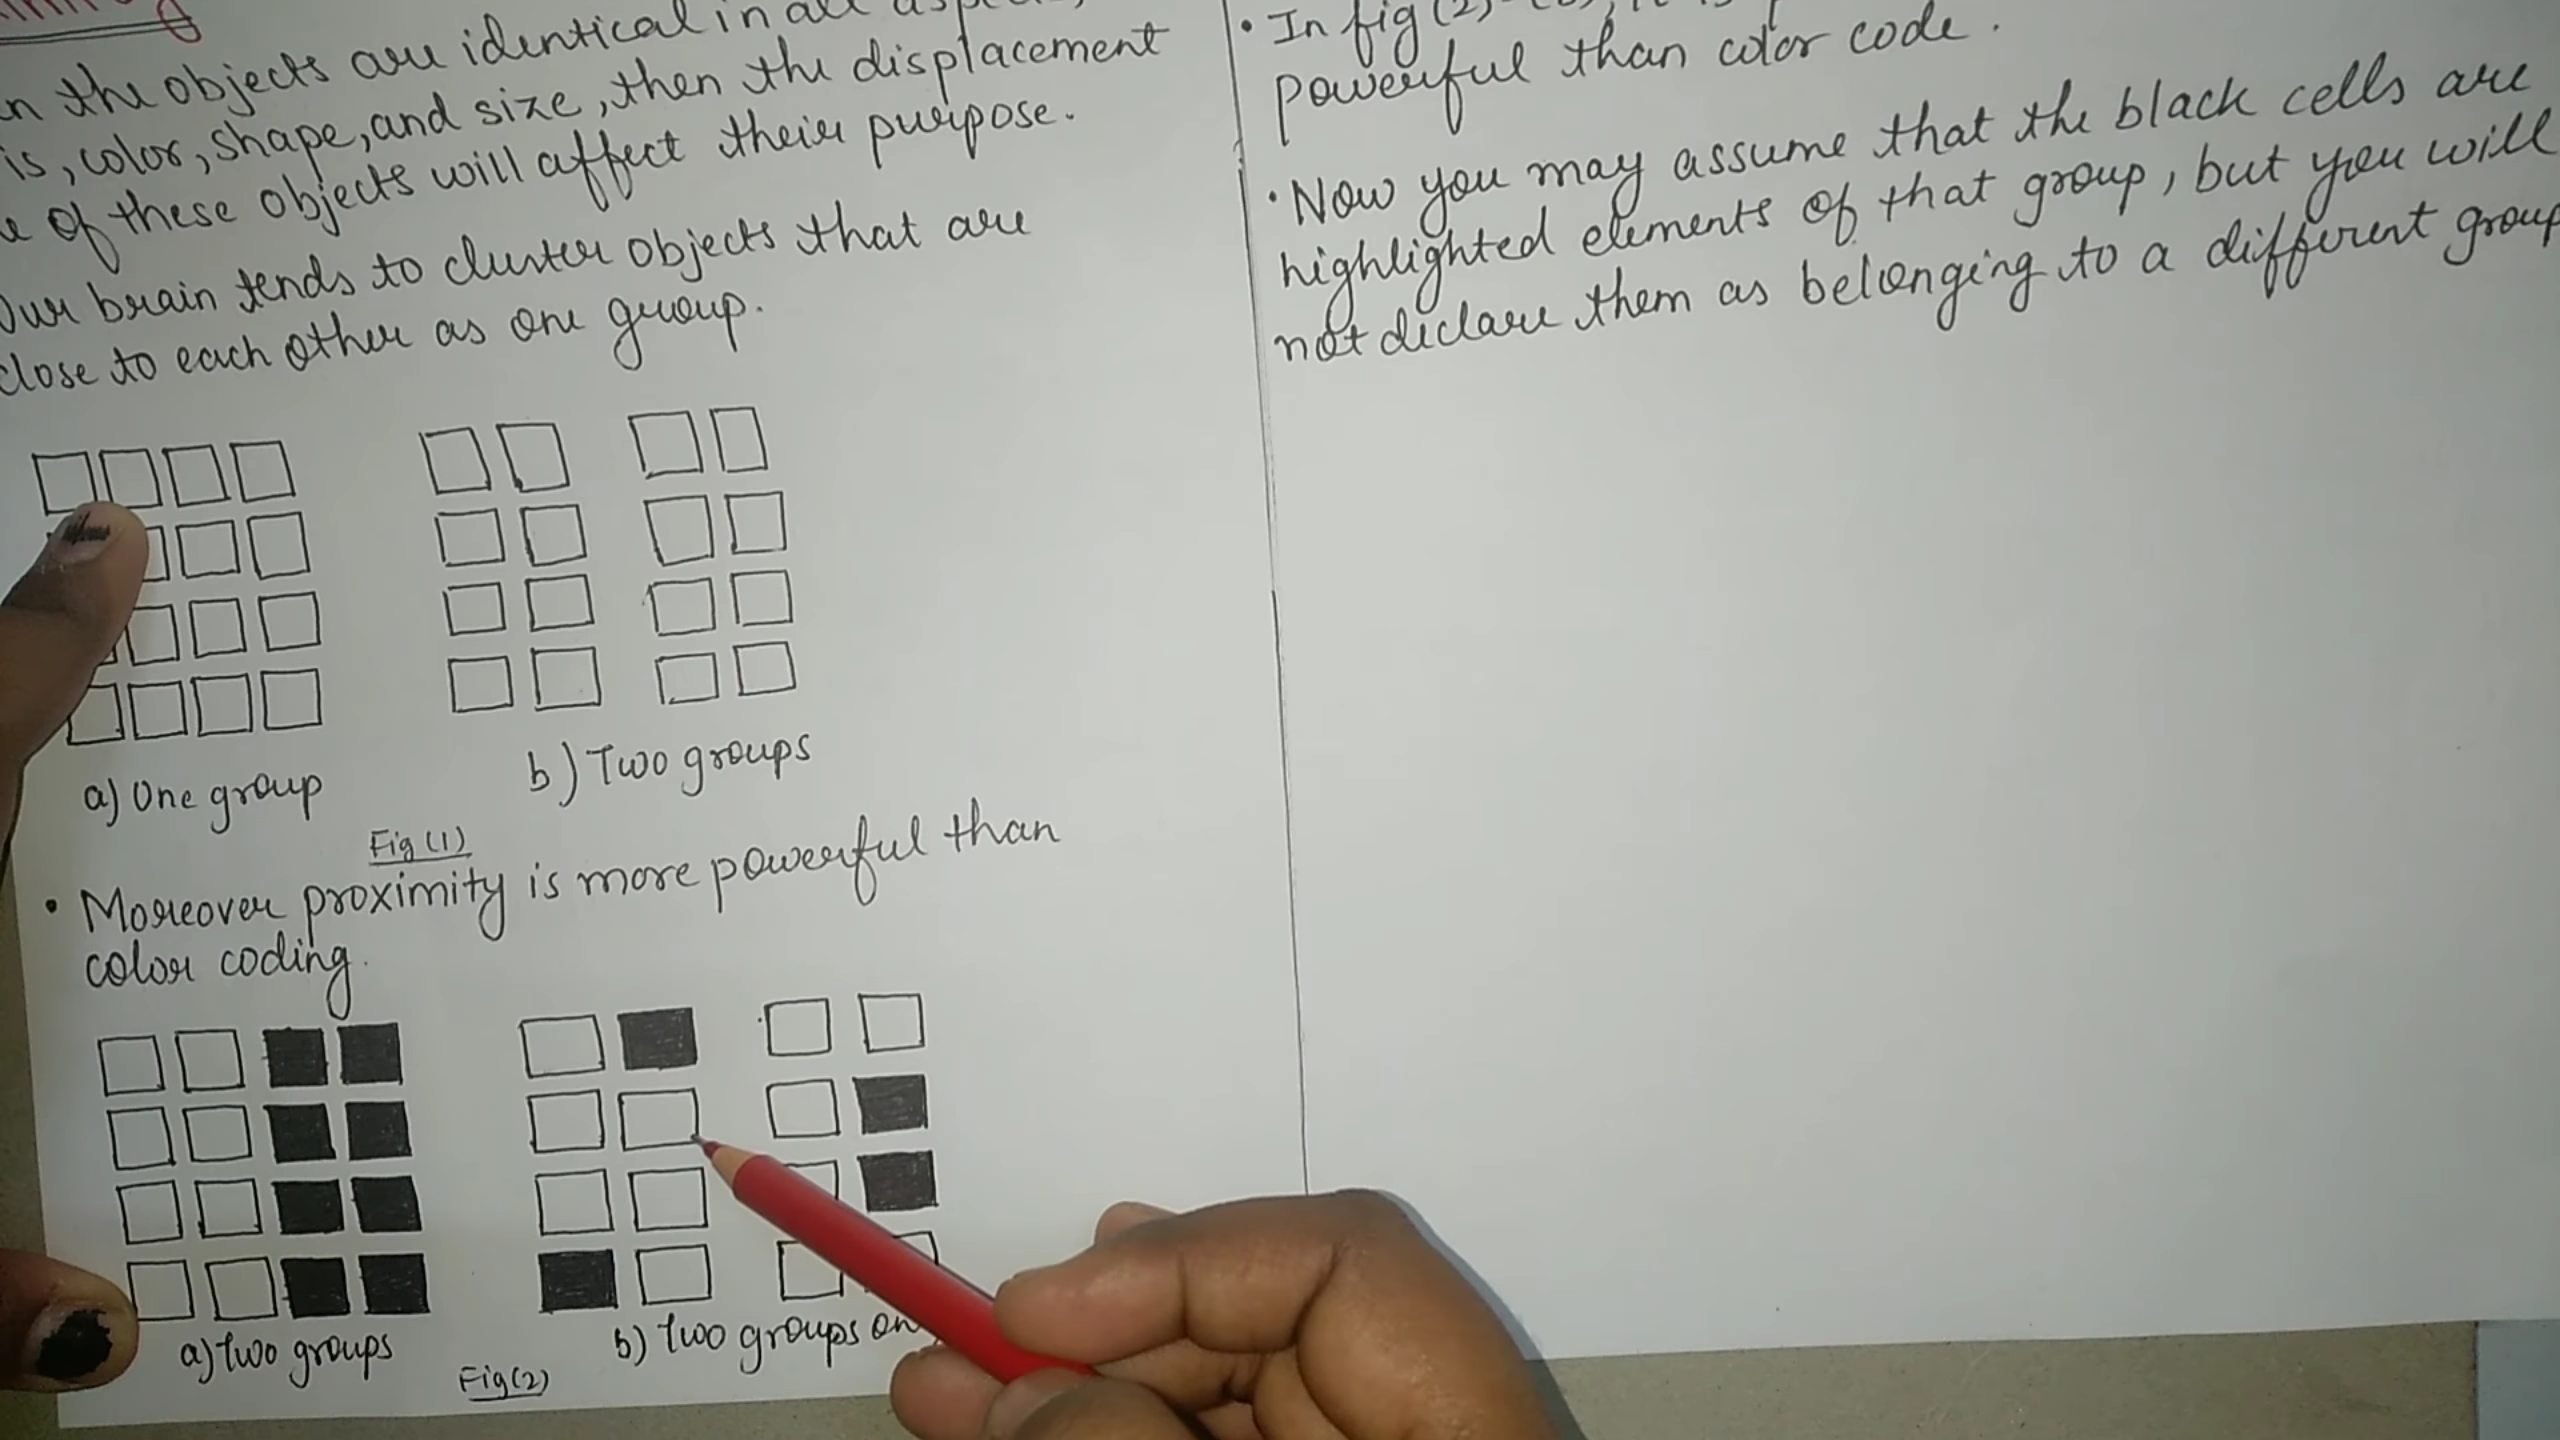 the objects are identical in all
is, color, shape, and size, then the displacement
of these objects will affect their purpose.
Our brain tends to cluster objects that are
close to each other as one group.
a) One group
b) Two groups
Fig (1)
• Moreover proximity is more powerful than
color coding.
a) two groups
b) two groups
Fig (2)
• In fig (2)
powerful than color code.
• Now you may assume that the black cells are
highlighted elements of that group, but you will
not declare them as belonging to a different group